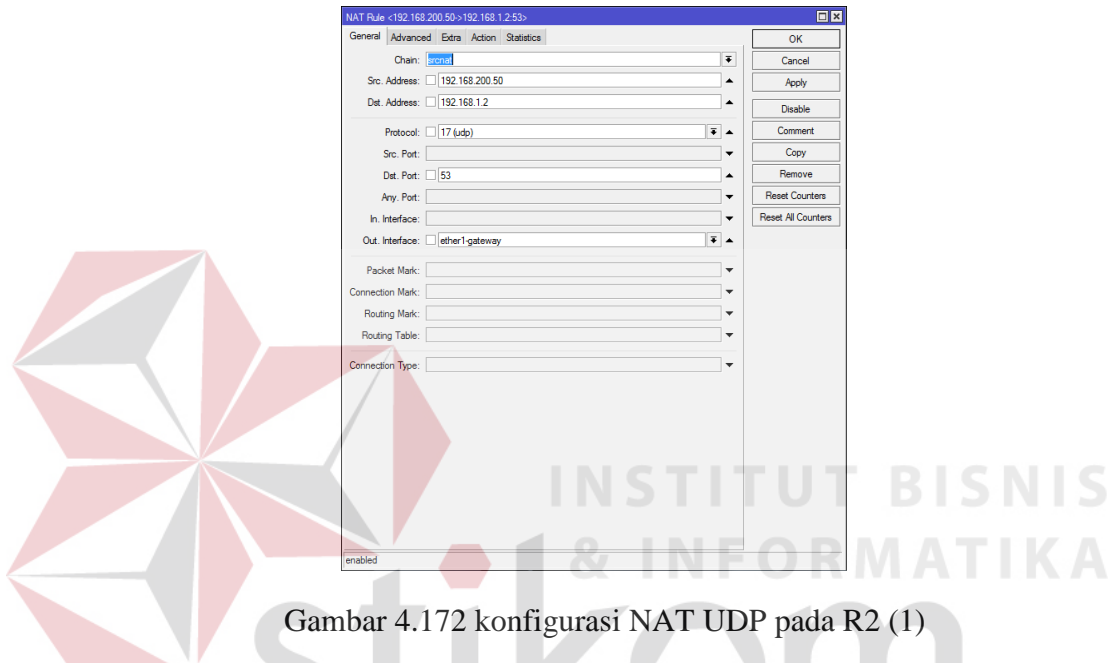 NAT Rule <192.168.200.50->192.168.1.2:53>
General Advanced Extra Action Statistics
Chain: srcnat
Src. Address: 192.168.200.50
Dst. Address: 192.168.1.2
Protocol: 17 (udp)
Src. Port:
Dst. Port: 53
Any. Port:
In. Interface:
Out. Interface: ether1-gateway
Packet Mark:
Connection Mark:
Routing Mark:
Routing Table:
Connection Type:
enabled
OK
Cancel
Apply
Disable
Comment
Copy
Remove
Reset Counters
Reset All Counters
INSTITUT BISNIS
& INFORMATIKA
stikom
Gambar 4.172 konfigurasi NAT UDP pada R2 (1)